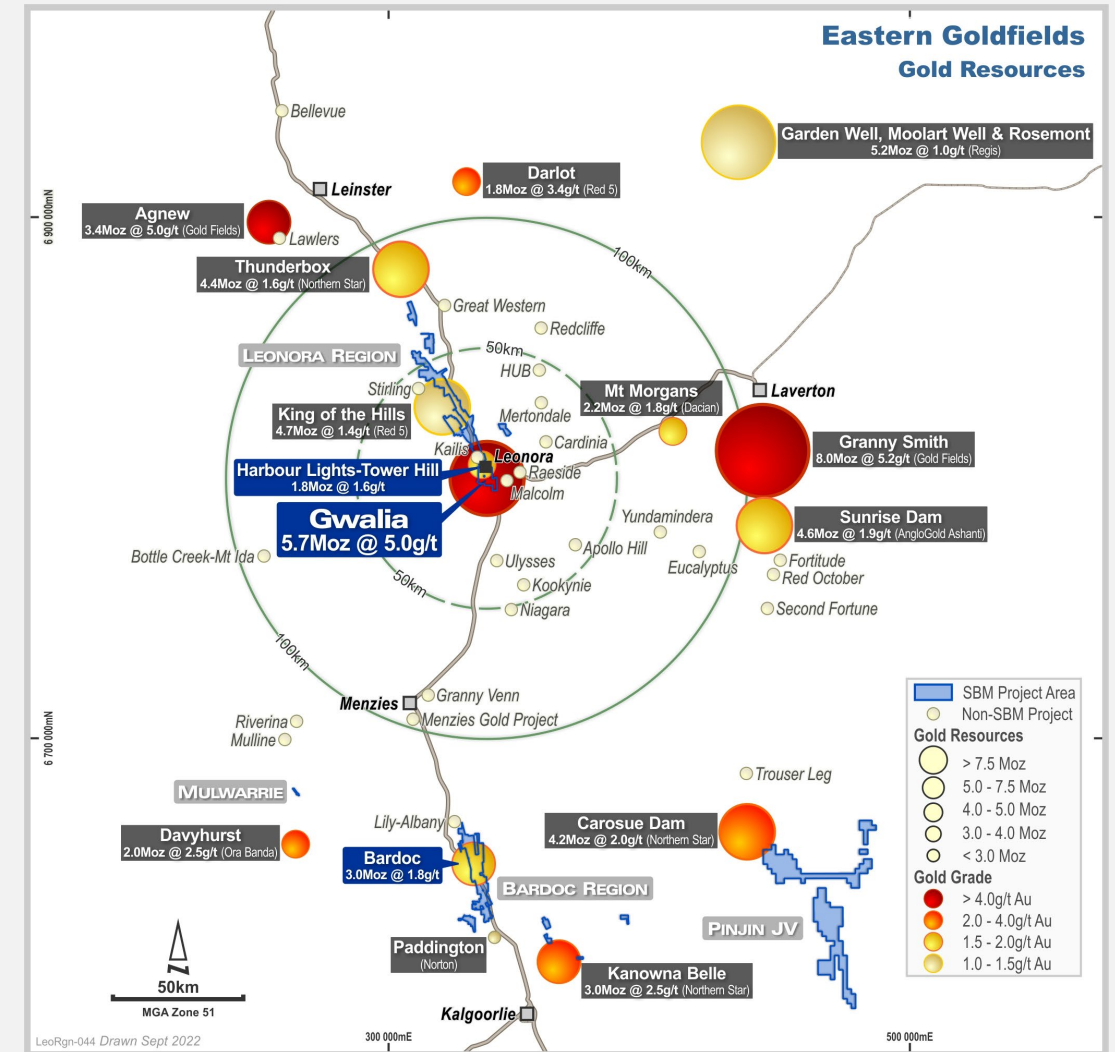 Eastern Goldfields
Gold Resources
Bellevue
Garden Well, Moolart Well & Rosemont
5.2Moz @ 1.0g/t (Regis)
Darlot
1.8Moz @ 3.4g/t (Red 5)
Leinster
Agnew
3.4Moz @ 5.0g/t (Gold Fields)
Lawlers
6 900 000mN
100km
Thunderbox
4.4Moz @ 1.6g/t (Northern Star)
Great Western
Redcliffe
LEONORA REGION
50km
HUB
Stirling
Mt Morgans
2.2Moz @ 1.8g/t (Dacian)
Laverton
King of the Hills
4.7Moz @ 1.4g/t (Red 5)
Mertondale
Cardinia
Granny Smith
8.0Moz @ 5.2g/t (Gold Fields)
Kailis
Leonora
Harbour Lights-Tower Hill
1.8Moz @ 1.6g/t
Raeside
Malcolm
Gwalia
5.7Moz @ 5.0g/t
Yundamindera
Sunrise Dam
4.6Moz @ 1.9g/t (AngloGold Ashanti)
Bottle Creek-Mt Ida
Apollo Hill
Eucalyptus
Ulysses
Fortitude
Red October
50km
Kookynie
Niagara
Second Fortune
100km
Menzies
Granny Venn
Menzies Gold Project
Riverina
Mulline
6 700 000mN
SBM Project Area
Non-SBM Project
Gold Resources
> 7.5 Moz
5.0 - 7.5 Moz
4.0 - 5.0 Moz
3.0 - 4.0 Moz
< 3.0 Moz
Gold Grade
> 4.0g/t Au
2.0 - 4.0g/t Au
1.5 - 2.0g/t Au
1.0 - 1.5g/t Au
Trouser Leg
MULWARRIE
Lily-Albany
Carosue Dam
4.2Moz @ 2.0g/t (Northern Star)
Davyhurst
2.0Moz @ 2.5g/t (Ora Banda)
Bardoc
3.0Moz @ 1.8g/t
BARDOC REGION
PINJIN JV
Paddington
(Norton)
Kanowna Belle
3.0Moz @ 2.5g/t (Northern Star)
N
50km
MGA Zone 51
Kalgoorlie
LeoRgn-044 Drawn Sept 2022
300 000mE
500 000mE